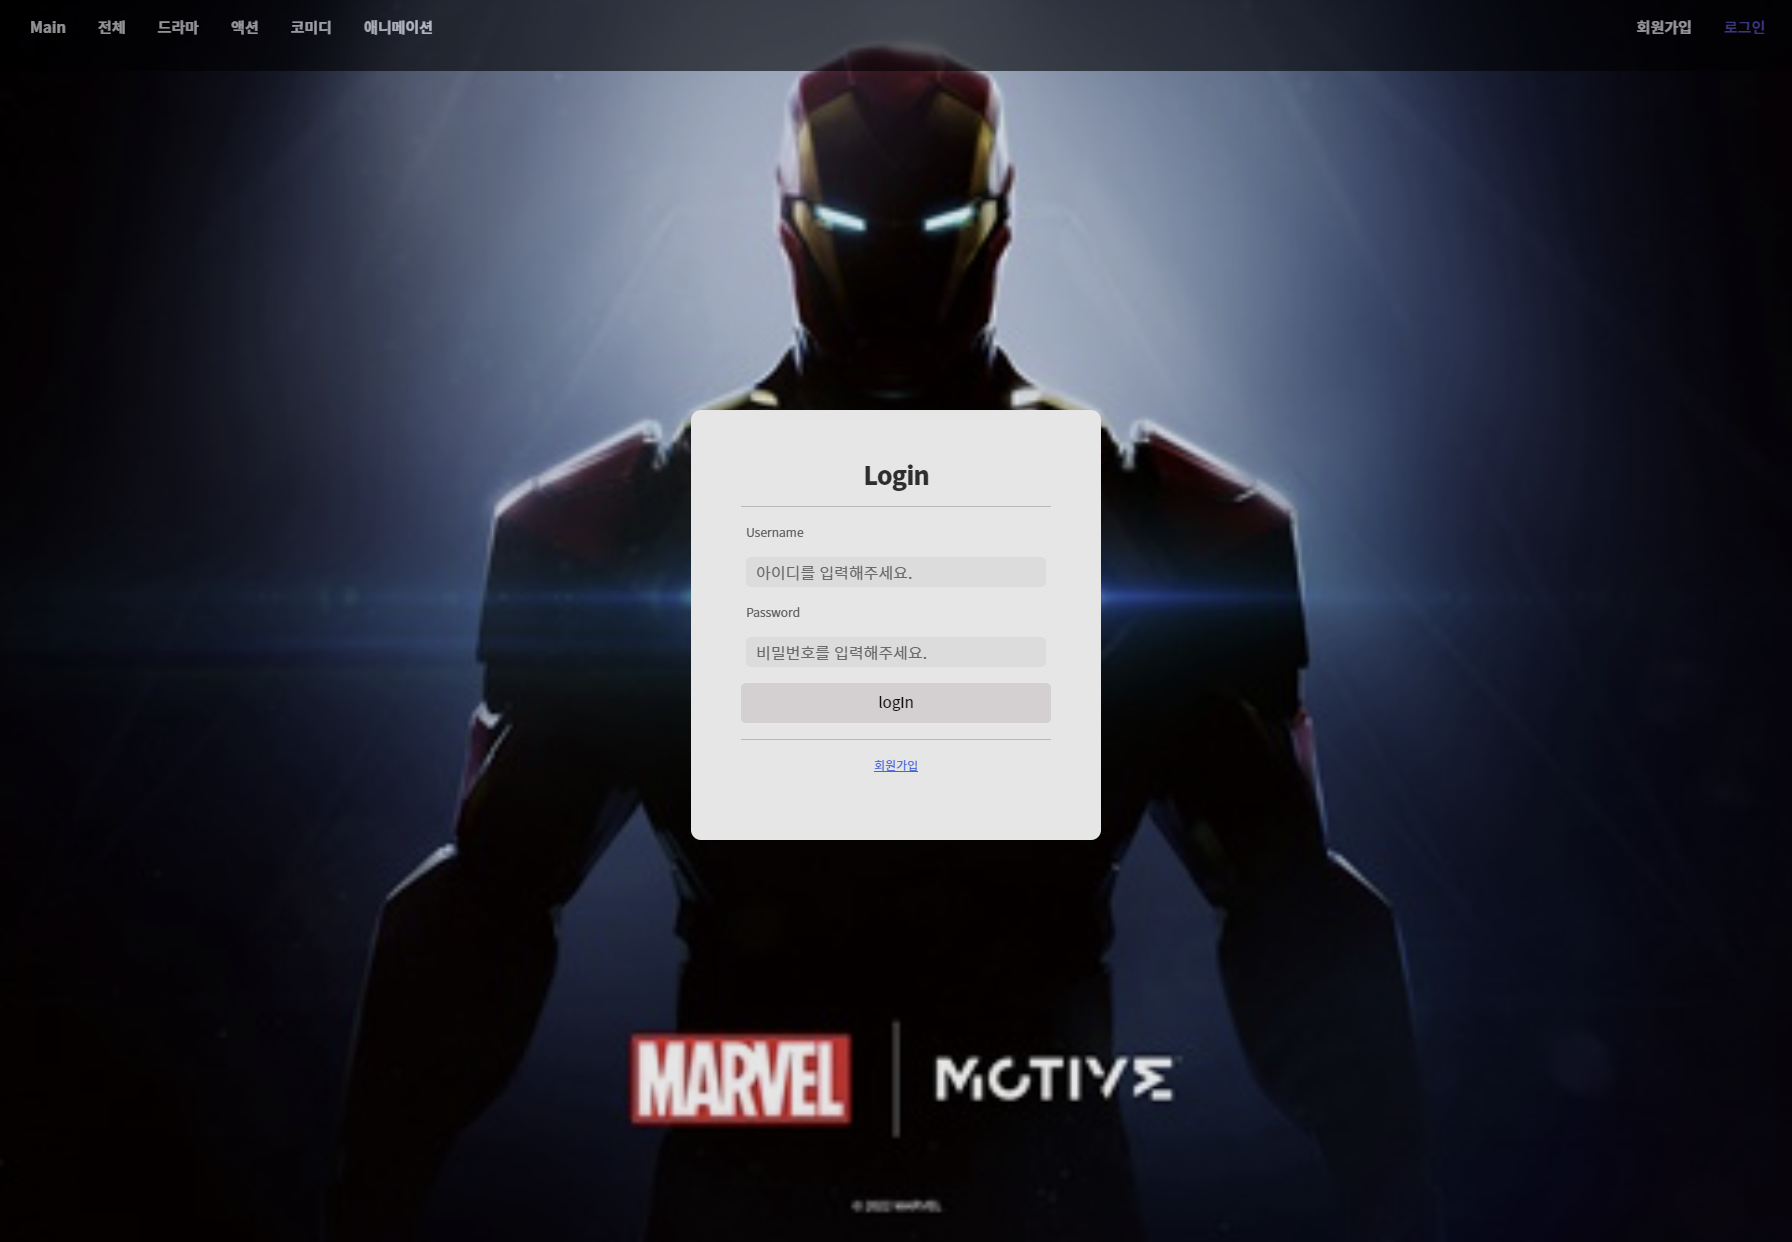 Main 전체 드라마 액션 코미디 애니메이션 회원가입 로그인
Login
Username
아이디를 입력해주세요.
Password
비밀번호를 입력해주세요.
logIn
회원가입
MARVEL MOTIVE
© 2022 MARVEL